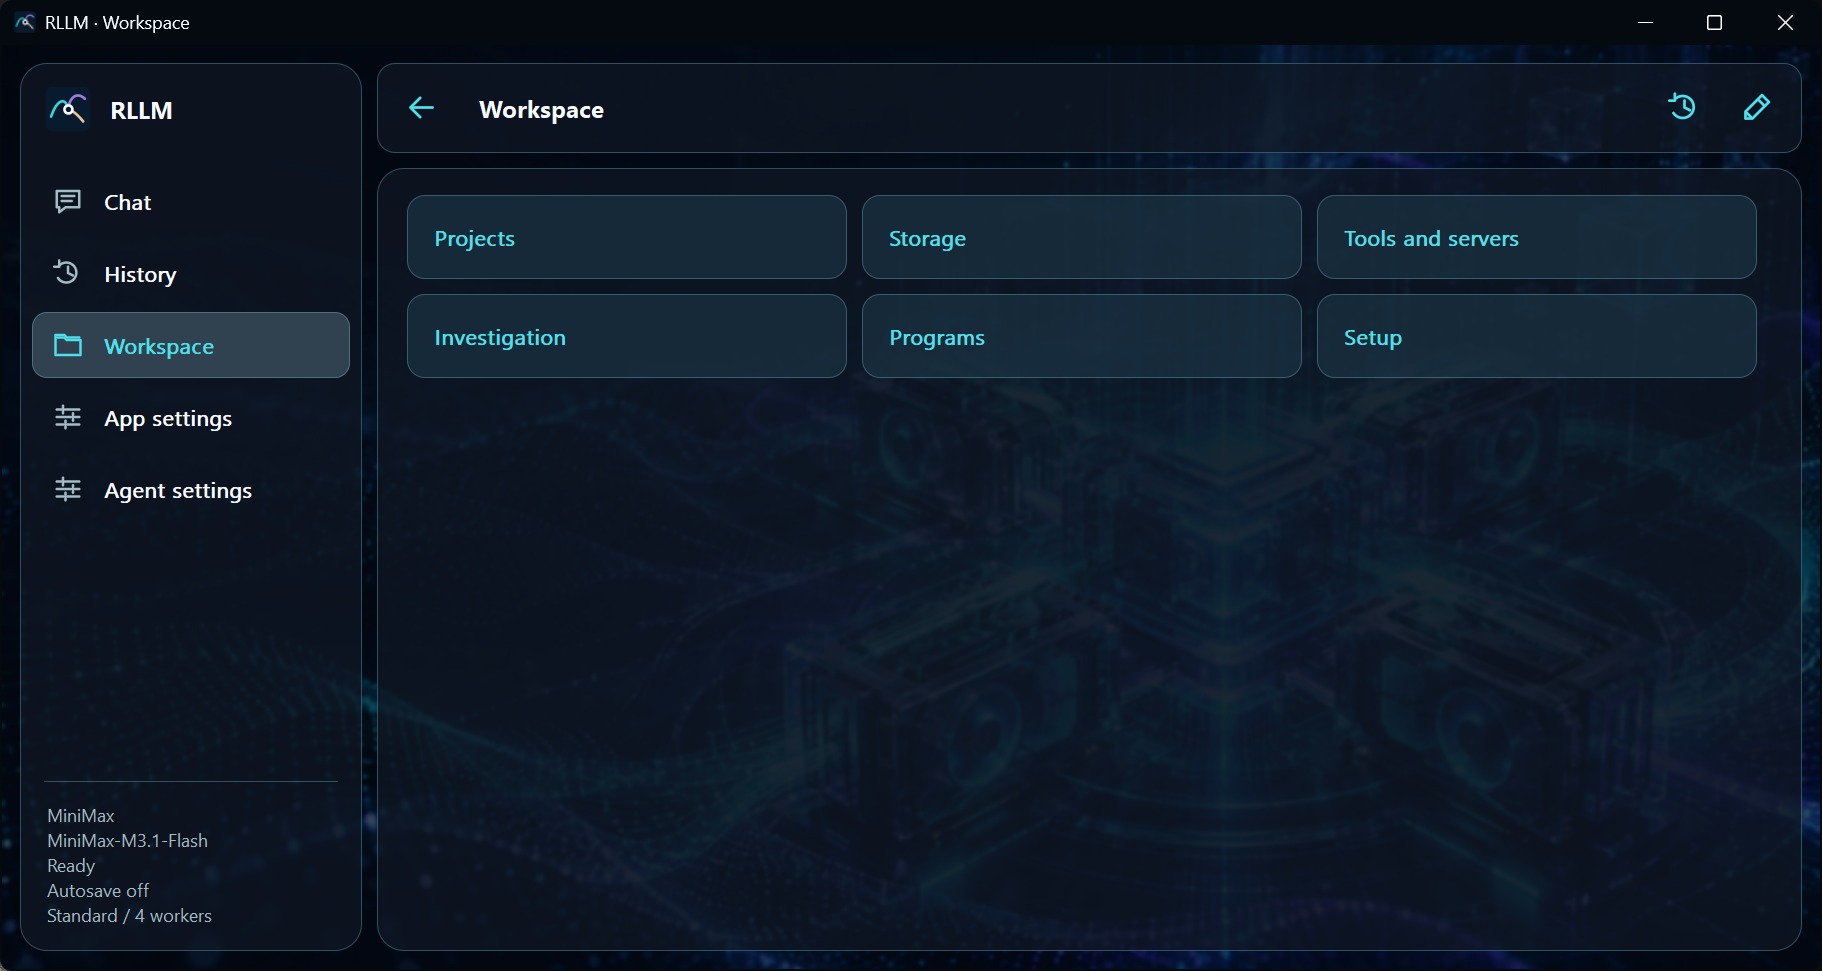 RLLM · Workspace
RLLM
Workspace
Chat
History
Workspace
App settings
Agent settings
Projects
Storage
Tools and servers
Investigation
Programs
Setup
MiniMax
MiniMax-M3.1-Flash
Ready
Autosave off
Standard / 4 workers